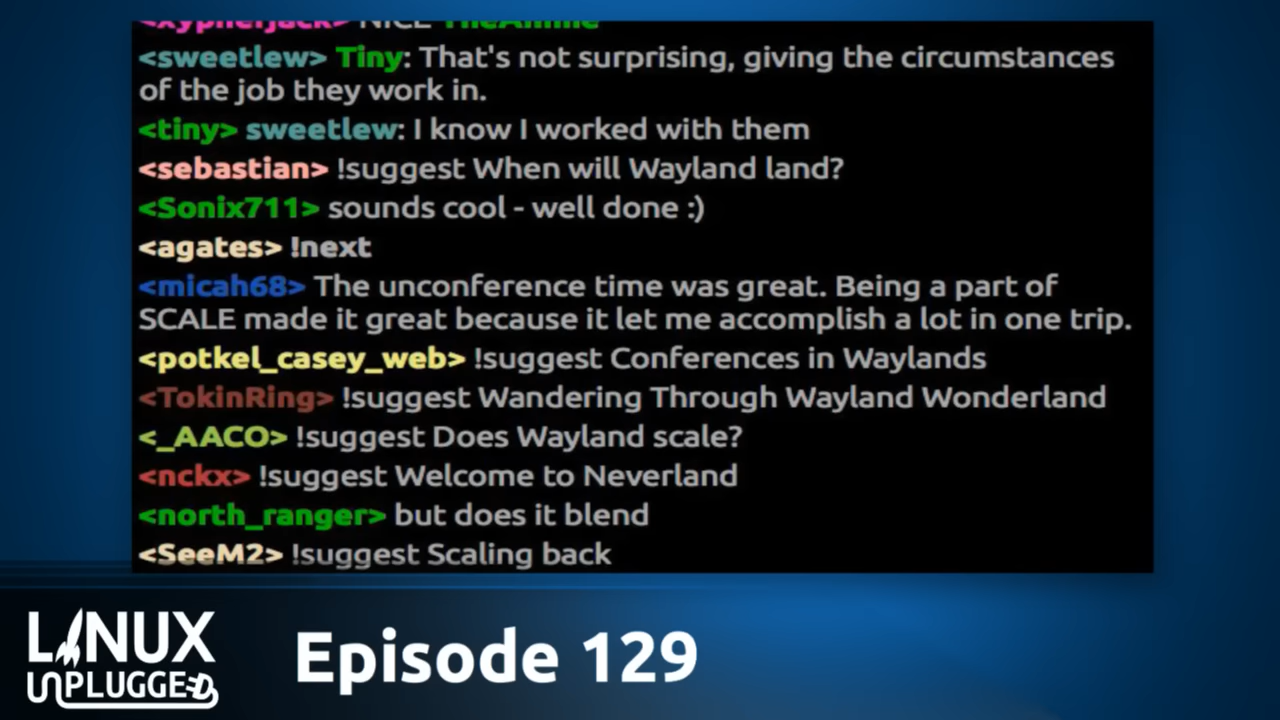 <xypherjack> NICE TheAnimie
<sweetlew> Tiny: That's not surprising, giving the circumstances
of the job they work in.
<tiny> sweetlew: I know I worked with them
<sebastian> !suggest When will Wayland land?
<Sonix711> sounds cool - well done :)
<agates> !next
<micah68> The unconference time was great. Being a part of
SCALE made it great because it let me accomplish a lot in one trip.
<potkel_casey_web> !suggest Conferences in Waylands
<TokinRing> !suggest Wandering Through Wayland Wonderland
<_AACO> !suggest Does Wayland scale?
<nckx> !suggest Welcome to Neverland
<north_ranger> but does it blend
<SeeM2> !suggest Scaling back
LINUX
UNPLUGGED
Episode 129